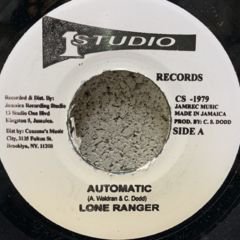 1 STUDIO
RECORDS
Recorded & Dist. By:
Jamaica Recording Studio
13 Studio One Blvd
Kingston 5, Jamaica.
Dist by: Coxsone's Music
City, 3135 Fulton St.
Brooklyn, NY, 11208
CS -1979
JAMREC MUSIC
MADE IN JAMAICA
PROD. BY: C. S. DODD
SIDE A
AUTOMATIC
(A. Waldran & C. Dodd)
LONE RANGER